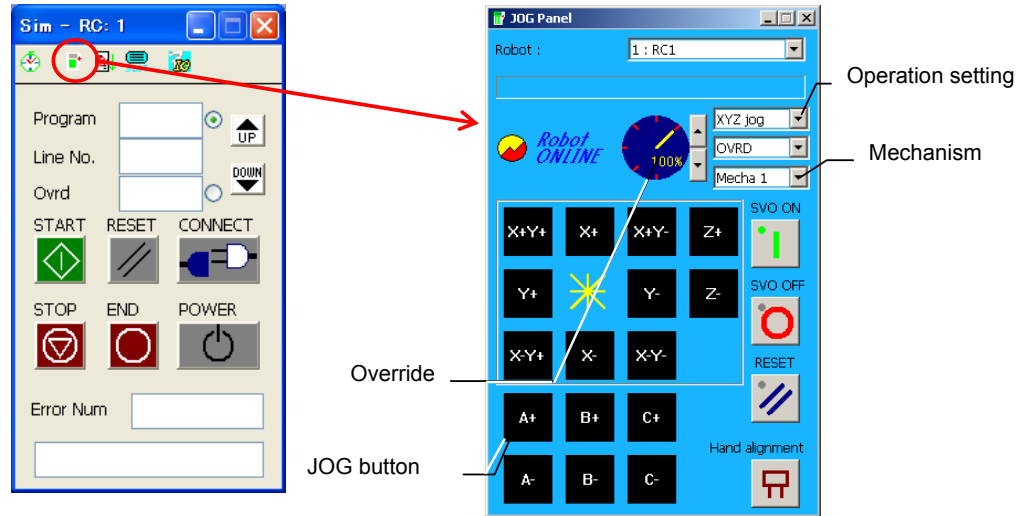 Sim - RC: 1
Program
UP
Line No.
DOWN
Ovrd
START RESET CONNECT
STOP END POWER
Error Num
JOG Panel
Robot :
1 : RC1
Robot
ONLINE
100%
XYZ jog
OVRD
Mecha 1
SVO ON
X+Y+ X+ X+Y- Z+
SVO OFF
Y+ Y- Z-
RESET
X-Y+ X- X-Y-
A+ B+ C+
Hand alignment
A- B- C-
Operation setting
Mechanism
Override
JOG button